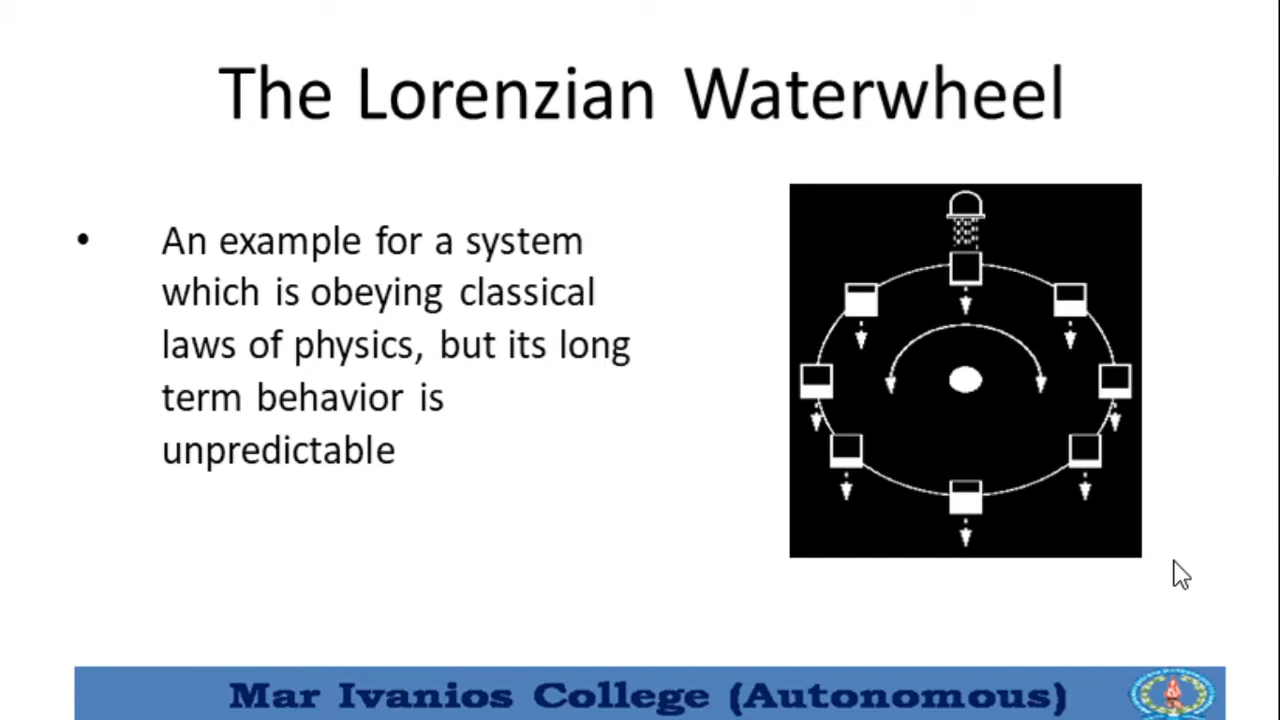 The Lorenzian Waterwheel
• An example for a system
which is obeying classical
laws of physics, but its long
term behavior is
unpredictable
Mar Ivanios College (Autonomous)